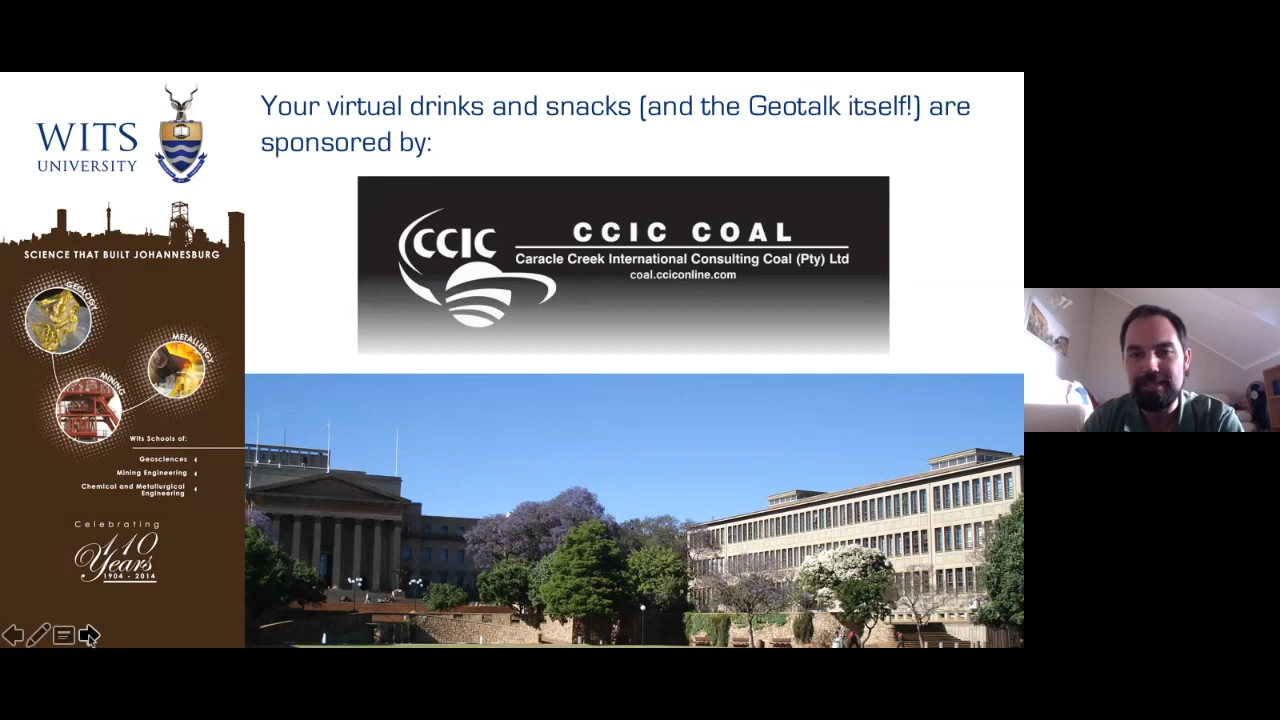 WITS
UNIVERSITY
SCIENCE THAT BUILT JOHANNESBURG
GEOLOGY
METALLURGY
MINING
Wits Schools of:
Geosciences
Mining Engineering
Chemical and Metallurgical
Engineering
Celebrating
110
Years
1904 - 2014
Your virtual drinks and snacks (and the Geotalk itself!) are
sponsored by:
CCIC
CCIC COAL
Caracle Creek International Consulting Coal (Pty) Ltd
coal.cciconline.com